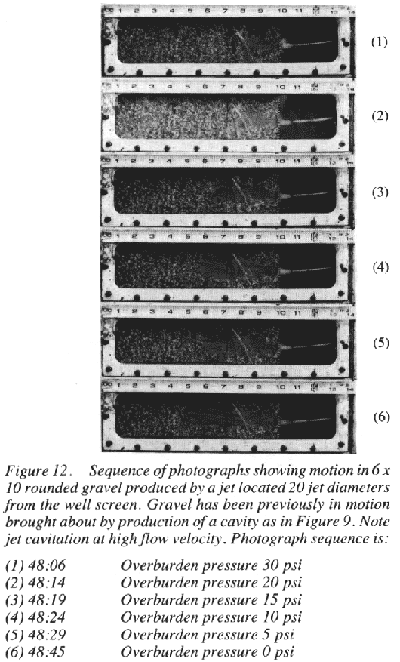 (1)
(2)
(3)
(4)
(5)
(6)
Figure 12. Sequence of photographs showing motion in 6 x
10 rounded gravel produced by a jet located 20 jet diameters
from the well screen. Gravel has been previously in motion
brought about by production of a cavity as in Figure 9. Note
jet cavitation at high flow velocity. Photograph sequence is:
(1) 48:06 Overburden pressure 30 psi
(2) 48:14 Overburden pressure 20 psi
(3) 48:19 Overburden pressure 15 psi
(4) 48:24 Overburden pressure 10 psi
(5) 48:29 Overburden pressure 5 psi
(6) 48:45 Overburden pressure 0 psi